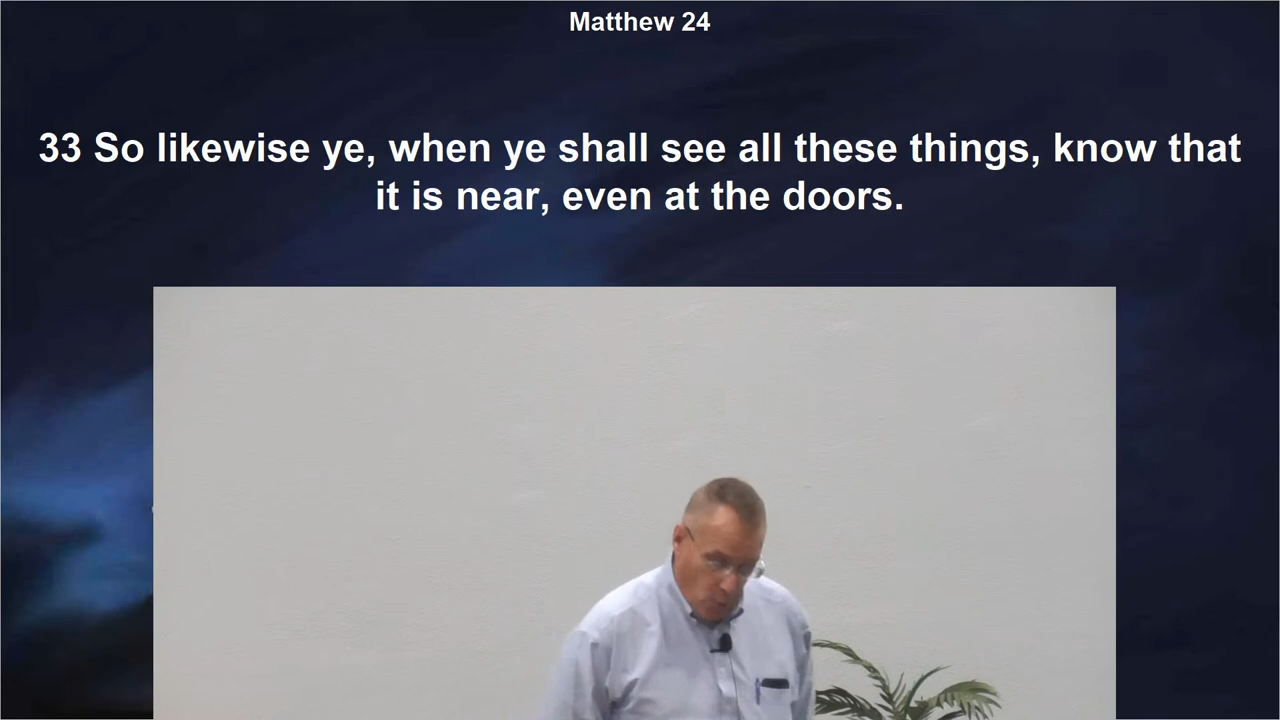 Matthew 24
33 So likewise ye, when ye shall see all these things, know that
it is near, even at the doors.